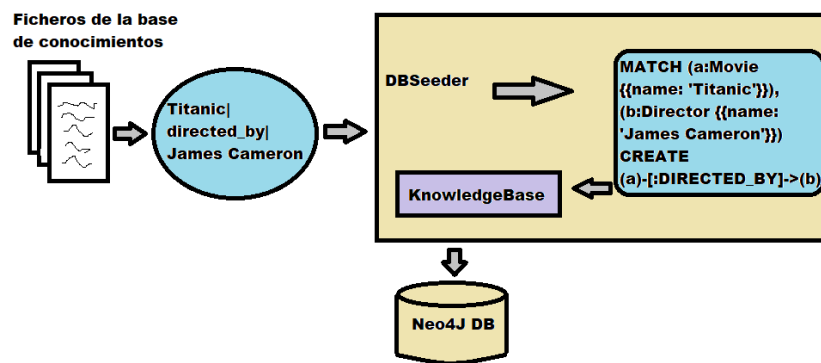 Ficheros de la base
de conocimientos
Titanic|
directed_by|
James Cameron
DBSeeder
MATCH (a:Movie
{{name: 'Titanic'}}),
(b:Director {{name:
'James Cameron'}})
CREATE
(a)-[:DIRECTED_BY]->(b)
KnowledgeBase
Neo4J DB